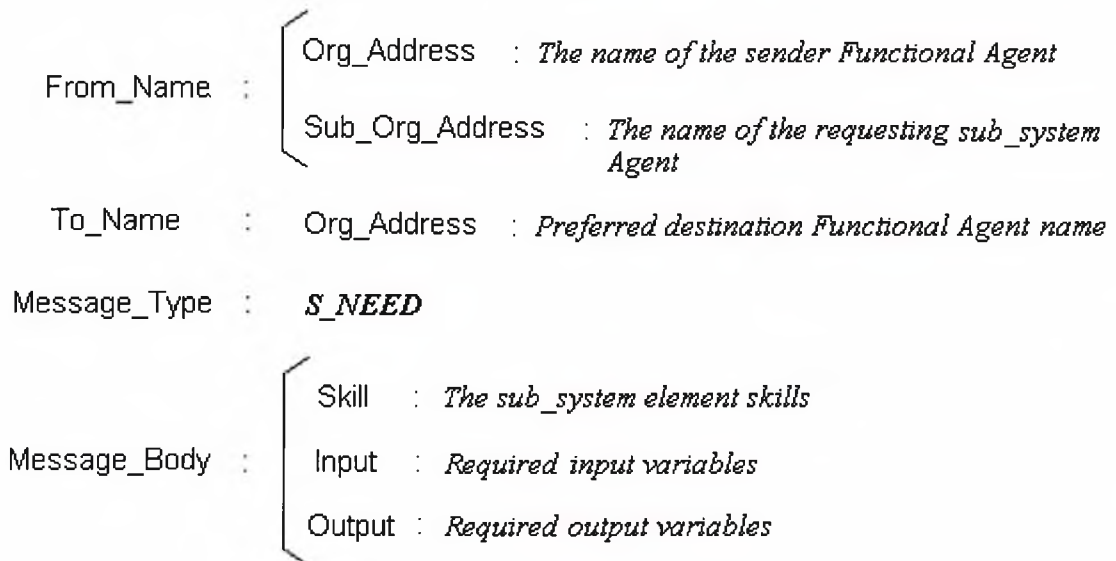 Org_Address : The name of the sender Functional Agent
From_Name :
Sub_Org_Address : The name of the requesting sub_system
Agent
To_Name : Org_Address : Preferred destination Functional Agent name
Message_Type : S_NEED
Skill : The sub_system element skills
Message_Body : Input : Required input variables
Output : Required output variables